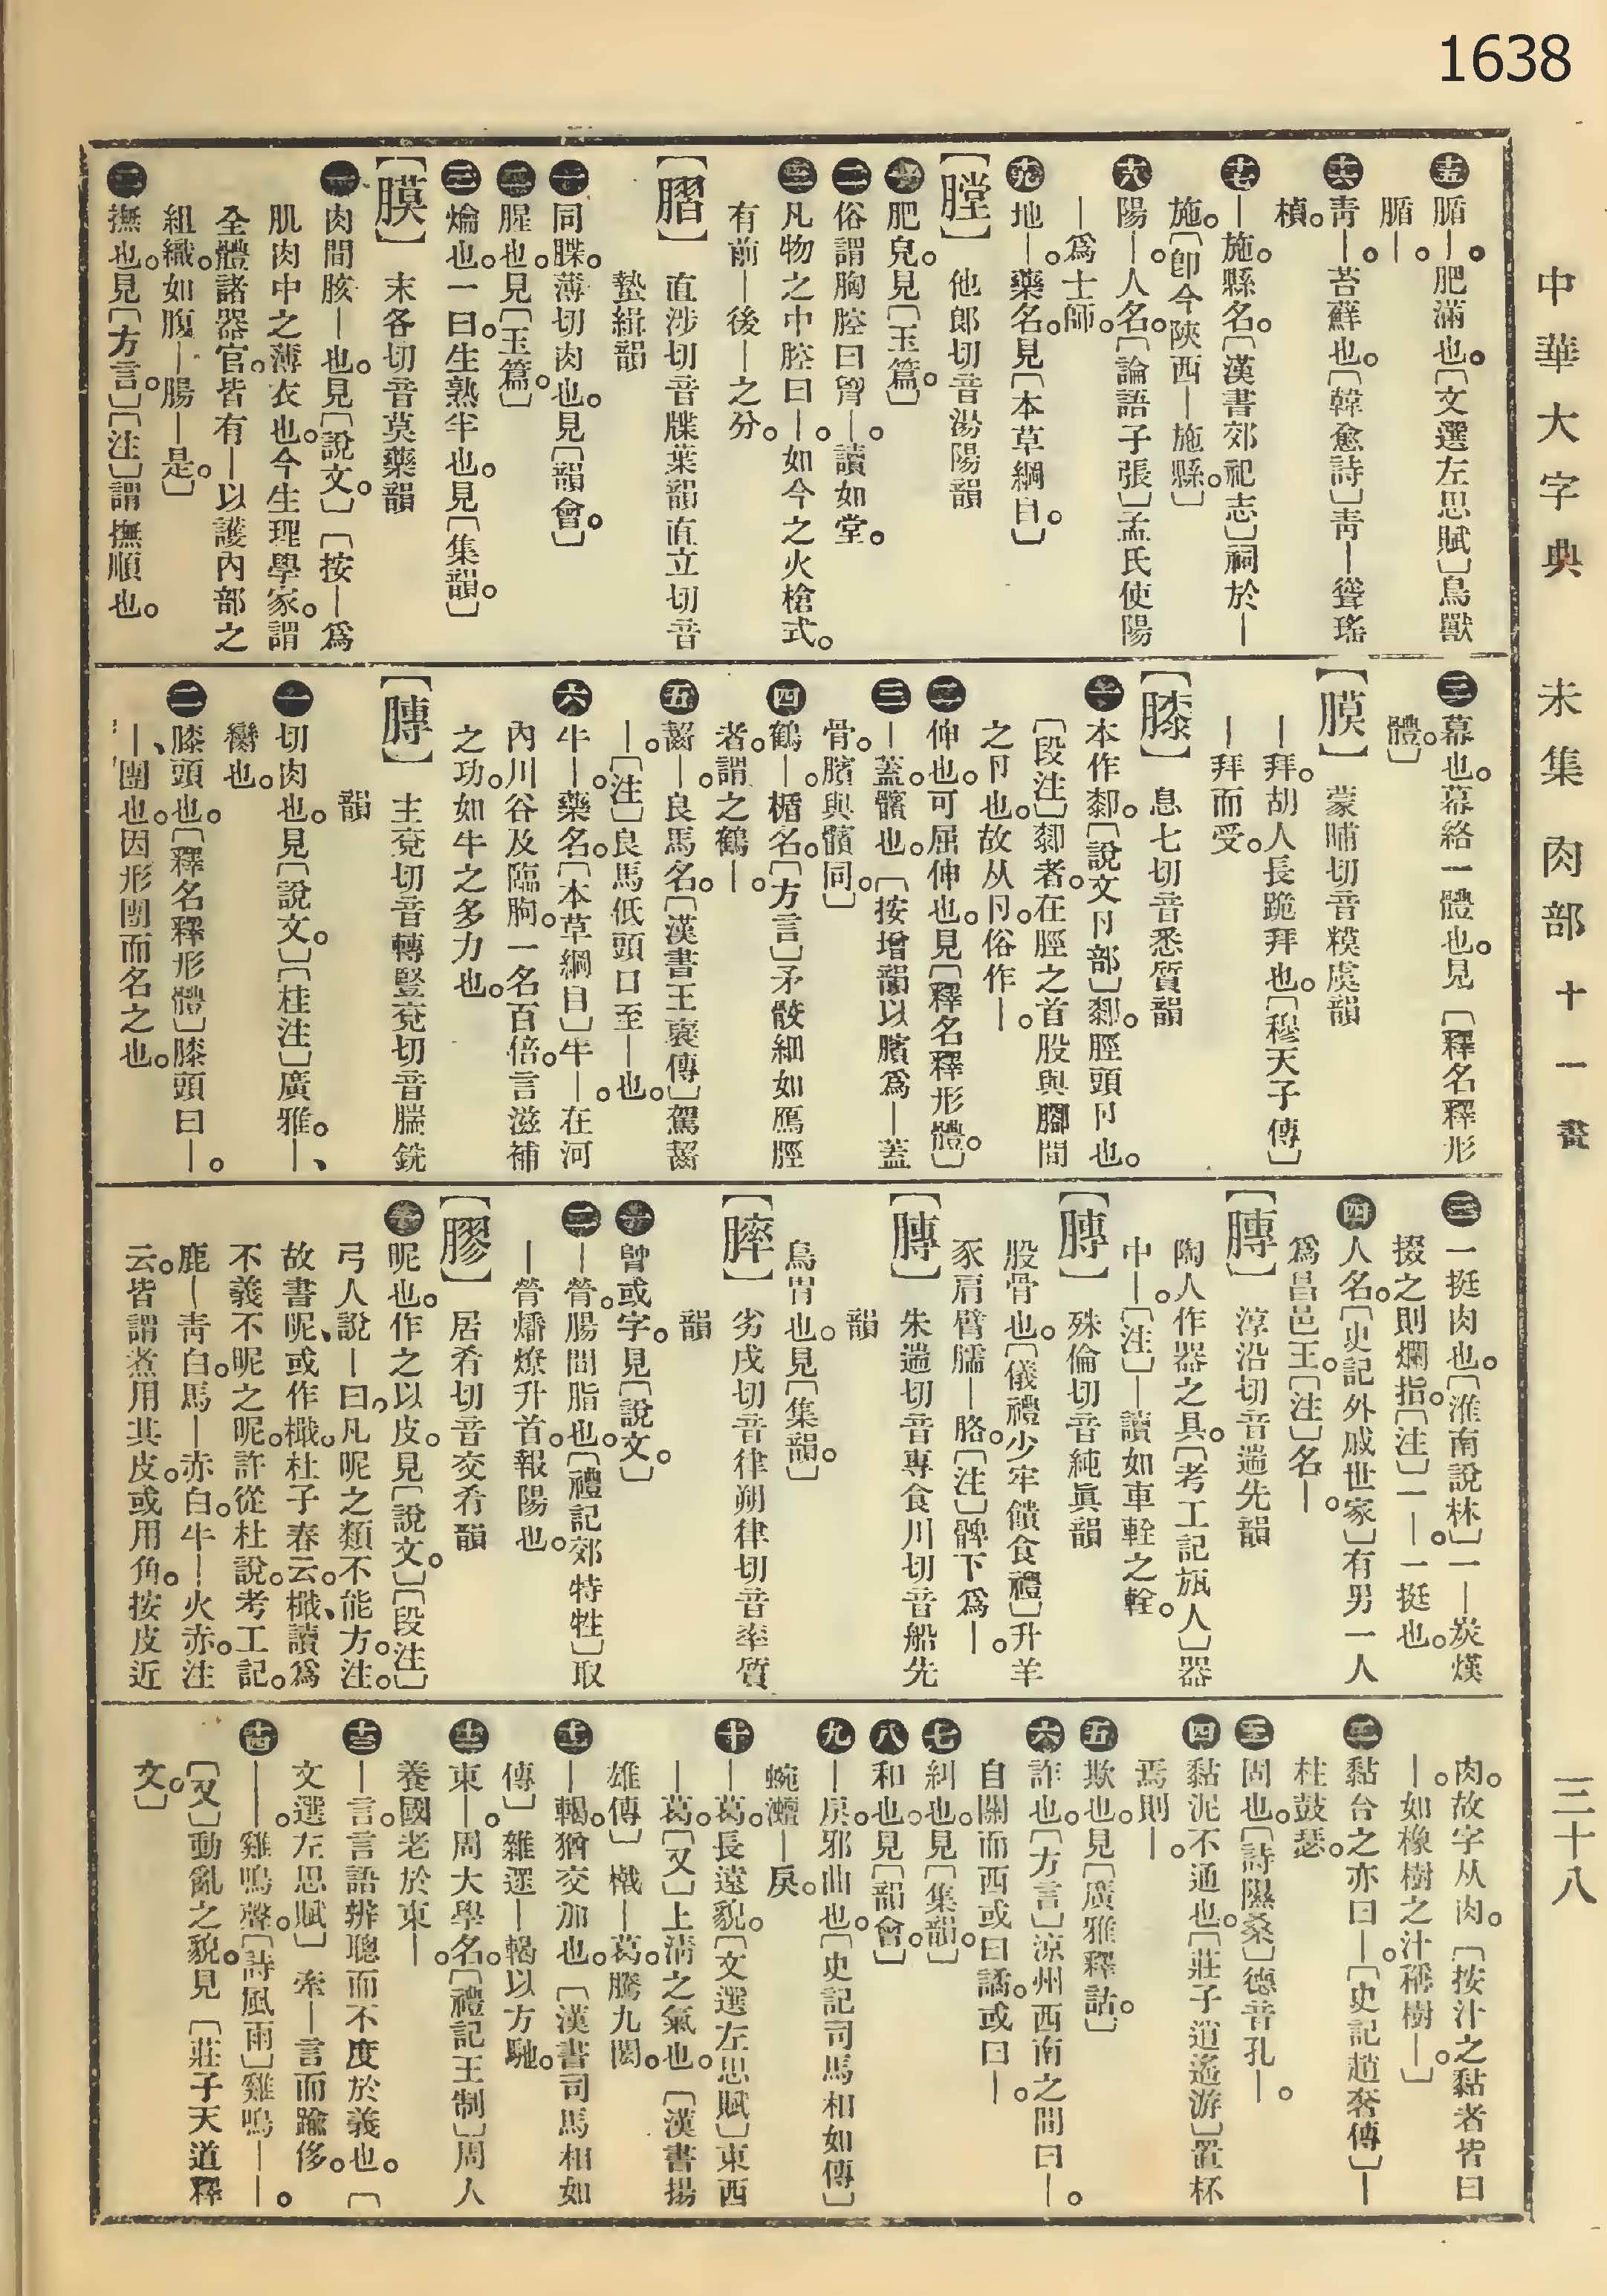 1638
中華大字典 未集 肉部 十一畫 三十八
⓯腯—。肥滿也。〔文選左思賦〕鳥獸
腯—。
⓰靑—。苔蘚也。〔韓愈詩〕靑—聳瑤
楨。
⓱—施。縣名。〔漢書郊祀志〕祠於—
施。〔卽今陝西—施縣。〕
⓲陽—。人名。〔論語子張〕孟氏使陽
—爲士師。
⓳地—。藥名。見〔本草綱目。〕
【膛】 他郎切音湯陽韻
㊀肥皃。見〔玉篇。〕
㊁俗謂胸腔曰胷—。讀如堂。
㊂凡物之中腔曰—。如今之火槍式。
有前—後—之分。
【膤】 直涉切音牒葉韻直立切音
蟄緝韻
㊀同牒。薄切肉也。見〔韻會。〕
㊁腥也。見〔玉篇。〕
㊂爚也。一曰。生熟半也。見〔集韻。〕
【膜】 末各切音莫藥韻
㊀肉間胲—也。見〔說文。〕〔按—爲
肌肉中之薄衣也。今生理學家。謂
全體諸器官。皆有—以護內部之
組織。如腹—腸—是。〕
㊁撫也。見〔方言。〕〔注〕謂撫順也。
㊂幕也。幕絡一體也。見〔釋名釋形
體。〕
【膜】 蒙晡切音糢虞韻
—拜。胡人長跪拜也。〔穆天子傳〕
—拜而受。
【膝】 息七切音悉質韻
㊀本作厀。〔說文卪部〕厀。脛頭卪也。
〔段注〕厀者。在脛之首股與腳間
之卪也。故从卪。俗作—。
㊁伸也。可屈伸也。見〔釋名釋形體。〕
㊂—蓋。髕也。〔按增韻以臏爲—蓋
骨。臏與髕同。〕
㊃鶴—。楯名。〔方言〕矛骹細如鴈脛
者。謂之鶴—。
㊄齧—。良馬名。〔漢書王褒傳〕駕齧
—。〔注〕良馬低頭口至—也。
㊅牛—。藥名。〔本草綱目〕牛—。在河
內川谷及臨朐。一名百倍。言滋補
之功。如牛之多力也。
【膞】 主兗切音轉豎兗切音腨銑
韻
㊀切肉也。見〔說文。〕〔桂注〕廣雅。—、
臠也。
㊁膝頭也。〔釋名釋形體〕膝頭曰—。
—、團也。因形團而名之也。
㊂一挺肉也。〔淮南說林〕一—炭熯
掇之則爛指。〔注〕一—。一挺也。
㊃人名。〔史記外戚世家〕有男一人
爲昌邑王。〔注〕名—。
【膞】 淳沿切音遄先韻
陶人作器之具。〔考工記瓬人〕器
中—。〔注〕—讀如車輇之輇。
【膞】 殊倫切音純眞韻
股骨也。〔儀禮少牢饋食禮〕升羊
豕肩臂臑—胳。〔注〕髀下爲—。
【膞】 朱遄切音專食川切音船先
韻
鳥胃也。見〔集韻。〕
【膟】 劣戌切音律朔律切音率質
韻
㊀䘏或字。見〔說文。〕
㊁—膋。腸間脂也。〔禮記郊特牲〕取
—膋燔燎升首。報陽也。
【膠】 居肴切音交肴韻
㊀昵也。作之以皮。見〔說文。〕〔段注〕
弓人說—曰。凡昵之類不能方。注。
故書昵、或作樴。杜子春云。樴、讀爲
不義不昵之昵。許從杜說。考工記。
鹿—靑白。馬—赤白。牛—火赤。注
云。皆謂煮用其皮。或用角。按皮近
肉。故字从肉。〔按汁之黏者皆曰
—。如橡樹之汁稱樹—。〕
㊁黏合之亦曰—。〔史記趙奢傳〕—
柱鼓瑟。
㊂固也。〔詩隰桑〕德音孔—。
㊃黏泥不通也。〔莊子逍遙游〕置杯
焉則—。
㊄欺也。見〔廣雅釋詁。〕
㊅詐也。〔方言〕涼州西南之間曰—。
自關而西或曰譎。或曰—。
㊆糾也。見〔集韻。〕
㊇和也。見〔韻會。〕
㊈—戾。邪曲也。〔史記司馬相如傳〕
蜿灗—戾。
㊉—葛。長遠貌。〔文選左思賦〕東西
—葛。〔又〕上淸之氣也。〔漢書揚
雄傳〕 檝—葛。騰九閎。
⓫—輵。猶交加也。〔漢書司馬相如
傳〕 雜遝—輵以方馳。
⓬東—。周大學名。〔禮記王制〕周人
養國老於東—。
⓭—言。言語辨聰而不度於義也。〔
文選左思賦〕 牽—言而踰侈。
⓮——。雞鳴聲。〔詩風雨〕雞鳴——。
〔又〕動亂之貌。見〔莊子天道釋
文。〕